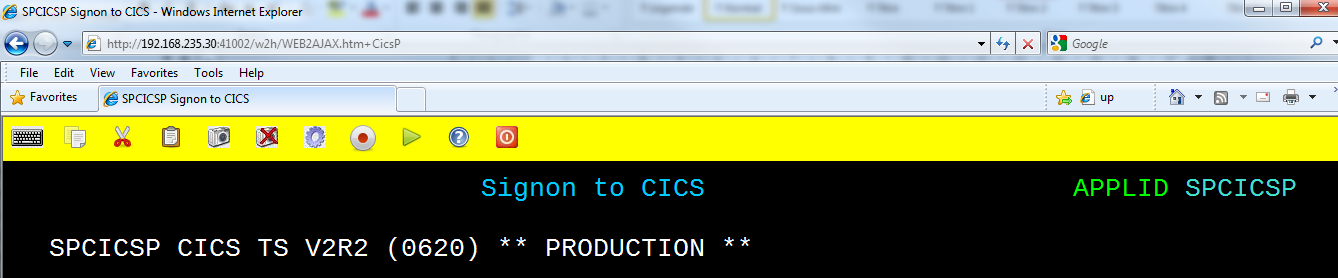 SPCICSP Signon to CICS - Windows Internet Explorer
http://192.168.235.30:41002/w2h/WEB2AJAX.htm+CicsP
Google
File Edit View Favorites Tools Help
Favorites
SPCICSP Signon to CICS
up
Signon to CICS APPLID SPCICSP
SPCICSP CICS TS V2R2 (0620) ** PRODUCTION **